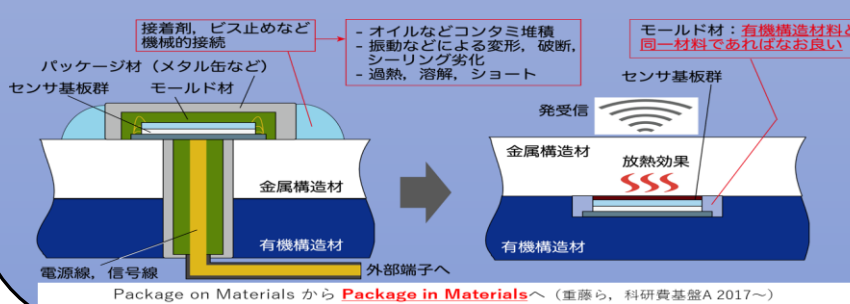 接着剤，ビス止めなど
機械的接続
- オイルなどコンタミ堆積
- 振動などによる変形，破断，
シーリング劣化
- 過熱，溶解，ショート
パッケージ材（メタル缶など）
センサ基板群
モールド材
金属構造材
有機構造材
電源線，信号線
外部端子へ
モールド材：有機構造材料と
同一材料であればなお良い
センサ基板群
発受信
金属構造材
放熱効果
有機構造材
Package on Materials から Package in Materialsへ（重藤ら，科研費基盤A 2017～）